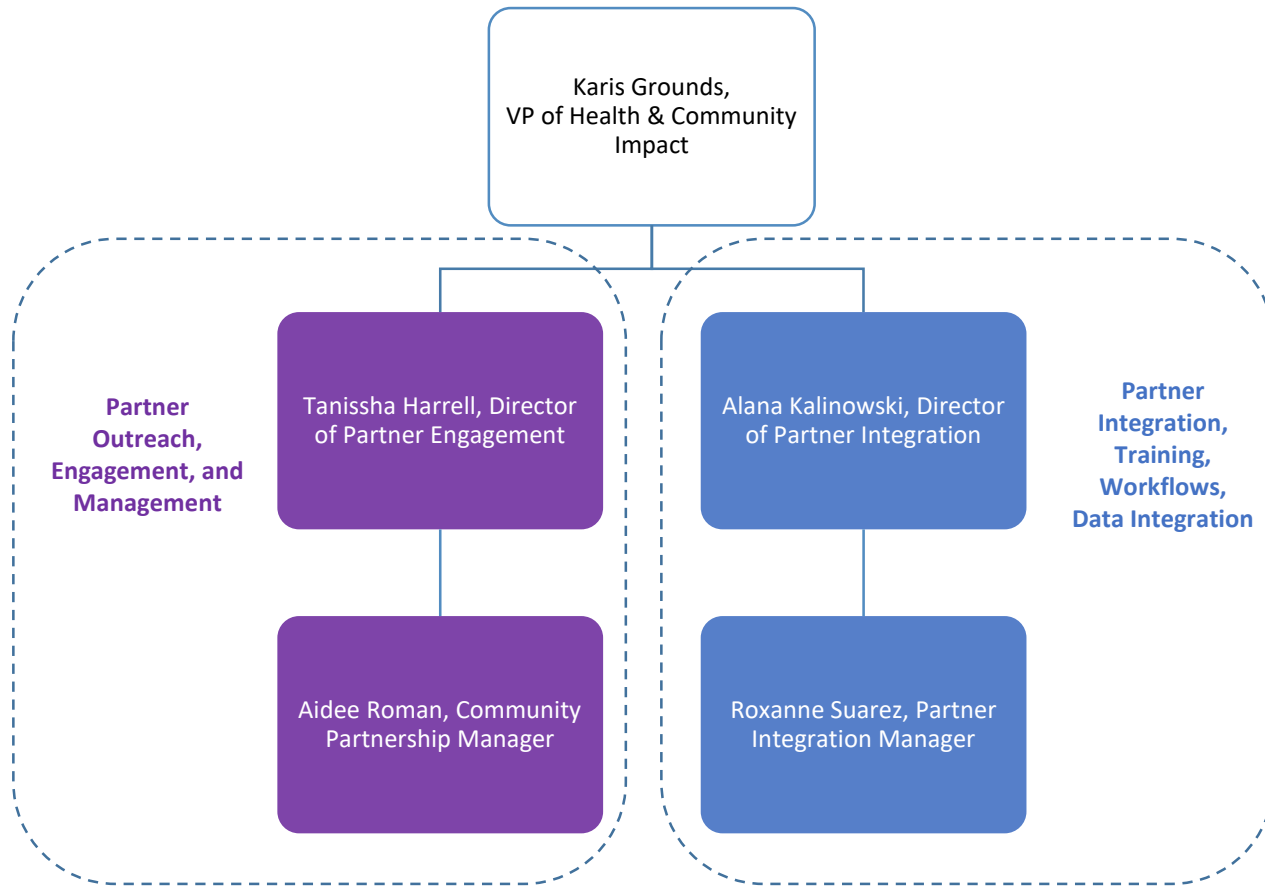 Karis Grounds,
VP of Health & Community
Impact
Partner
Outreach,
Engagement, and
Management
Tanissha Harrell, Director
of Partner Engagement
Alana Kalinowski, Director
of Partner Integration
Partner
Integration,
Training,
Workflows,
Data Integration
Aidee Roman, Community
Partnership Manager
Roxanne Suarez, Partner
Integration Manager